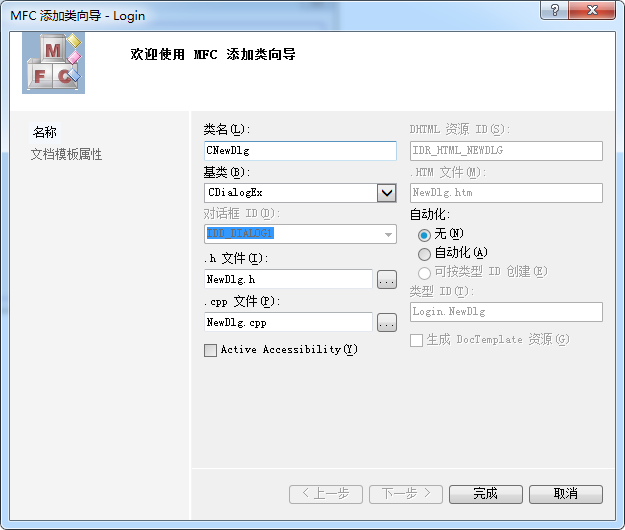 MFC 添加类向导 - Login
MFC
欢迎使用 MFC 添加类向导
名称
文档模板属性
类名(L):
CNewDlg
基类(B):
CDialogEx
对话框 ID(D):
IDD_DIALOG1
.h 文件(I):
NewDlg.h
...
.cpp 文件(P):
NewDlg.cpp
...
Active Accessibility(Y)
DHTML 资源 ID(S):
IDR_HTML_NEWDLG
.HTM 文件(M):
NewDlg.htm
自动化:
无(N)
自动化(A)
可按类型 ID 创建(E)
类型 ID(T):
Login.NewDlg
生成 DocTemplate 资源(G)
< 上一步
下一步 >
完成
取消